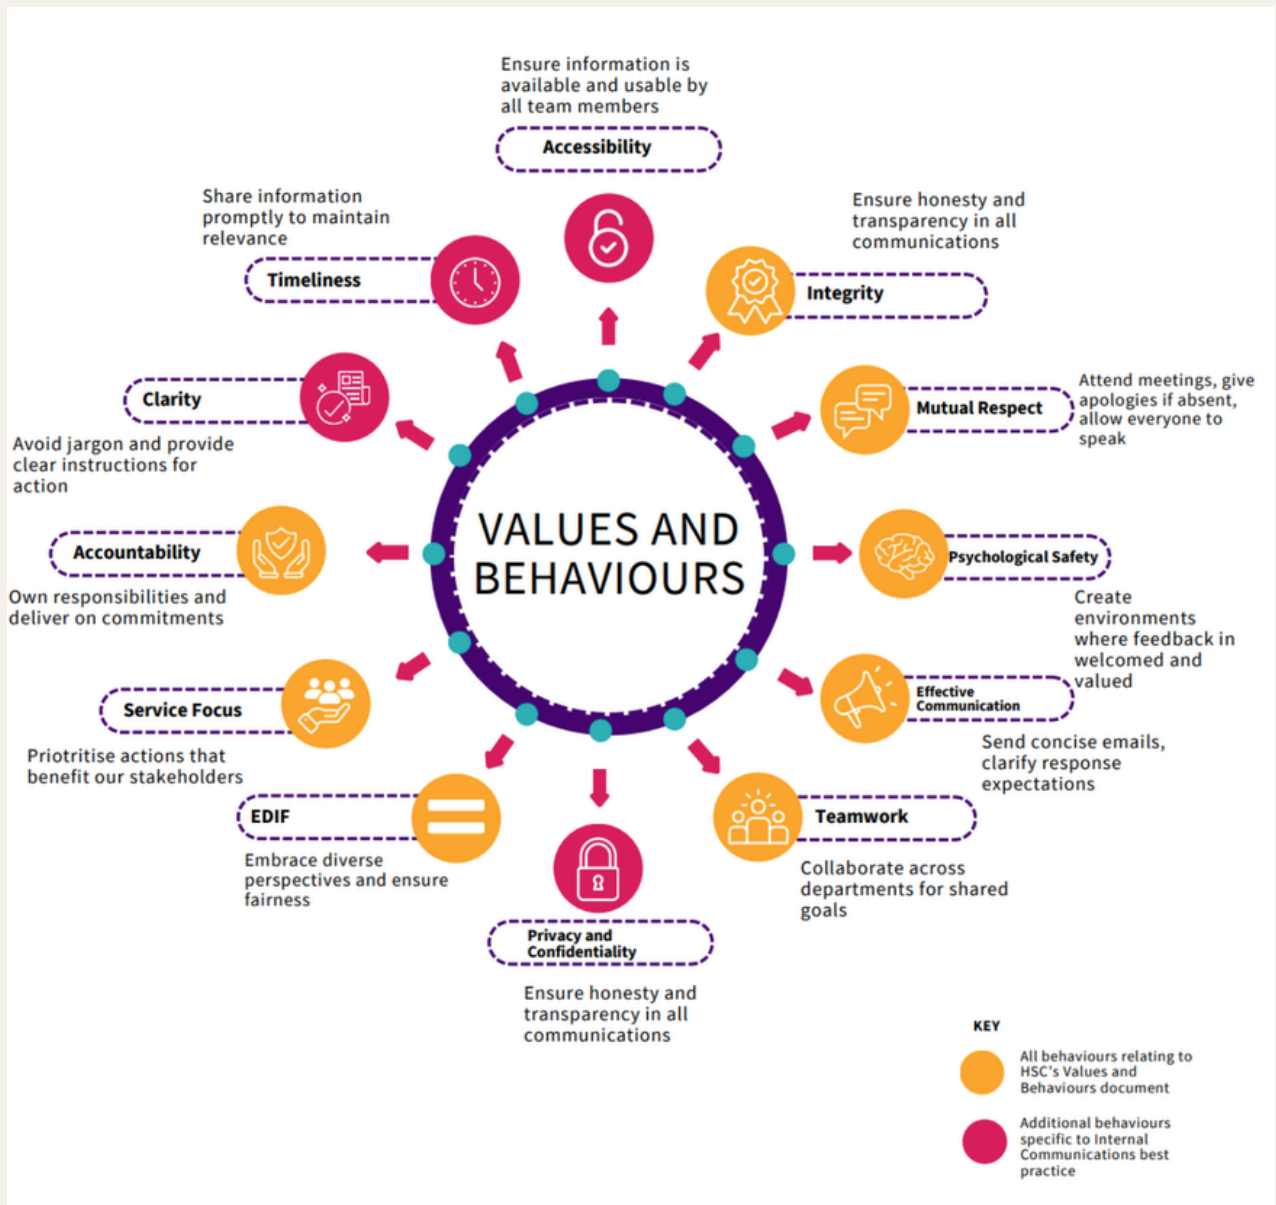 Ensure information is
available and usable by
all team members
Accessibility
Share information
promptly to maintain
relevance
Timeliness
Ensure honesty and
transparency in all
communications
Integrity
Clarity
Avoid jargon and provide
clear instructions for
action
Mutual Respect
Attend meetings, give
apologies if absent,
allow everyone to
speak
VALUES AND
BEHAVIOURS
Accountability
Own responsibilities and
deliver on commitments
Psychological Safety
Create
environments
where feedback in
welcomed and
valued
Service Focus
Priotritise actions that
benefit our stakeholders
Effective
Communication
Send concise emails,
clarify response
expectations
EDIF
Embrace diverse
perspectives and ensure
fairness
Teamwork
Collaborate across
departments for shared
goals
Privacy and
Confidentiality
Ensure honesty and
transparency in all
communications
KEY
All behaviours relating to
HSC's Values and
Behaviours document
Additional behaviours
specific to Internal
Communications best
practice